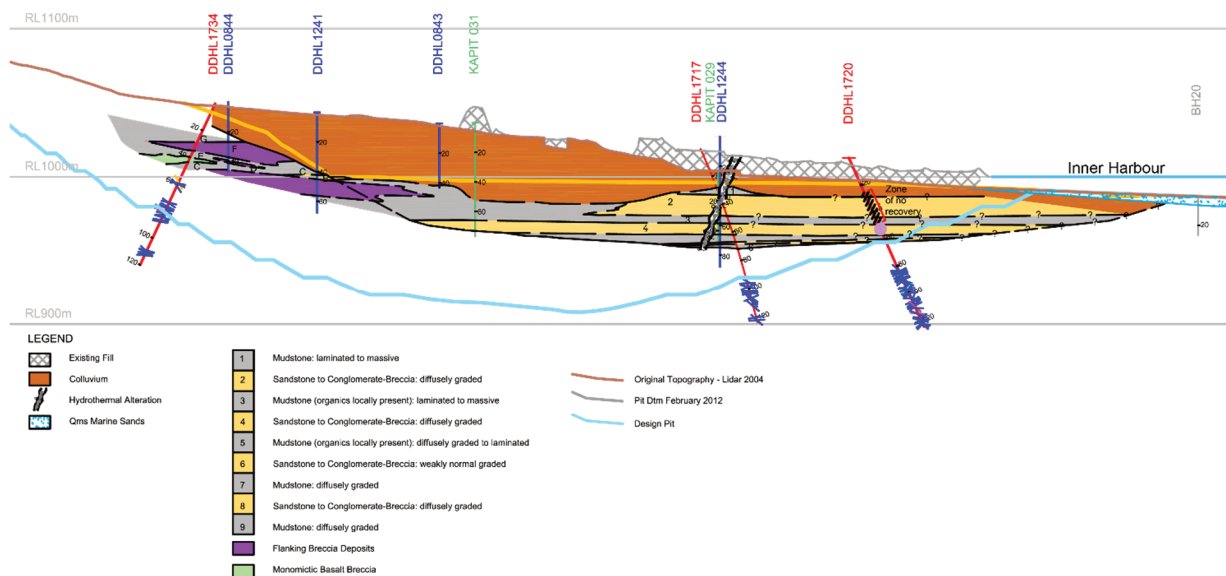 RL1100m
DDHL1734
DDHL0844
DDHL1241
DDHL0843
KAPIT 031
DDHL1717
KAPIT 029
DDHL1244
DDHL1720
BH20
RL1000m
Inner Harbour
Zone
of no
recovery
RL900m
LEGEND
Existing Fill
Colluvium
Hydrothermal Alteration
Qms Marine Sands
1 Mudstone: laminated to massive
2 Sandstone to Conglomerate-Breccia: diffusely graded
3 Mudstone (organics locally present): laminated to massive
4 Sandstone to Conglomerate-Breccia: diffusely graded
5 Mudstone (organics locally present): diffusely graded to laminated
6 Sandstone to Conglomerate-Breccia: weakly normal graded
7 Mudstone: diffusely graded
8 Sandstone to Conglomerate-Breccia: diffusely graded
9 Mudstone: diffusely graded
Flanking Breccia Deposits
Monomictic Basalt Breccia
Original Topography - Lidar 2004
Pit Dtm February 2012
Design Pit